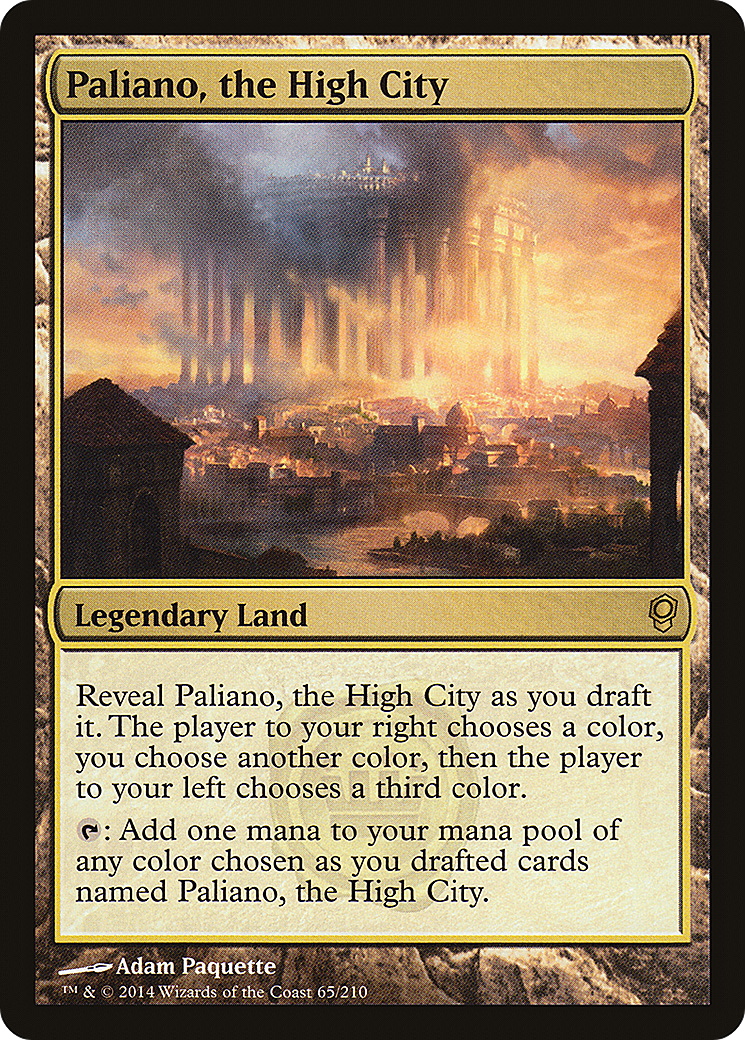 Paliano, the High City
Legendary Land
Reveal Paliano, the High City as you draft
it. The player to your right chooses a color,
you choose another color, then the player
to your left chooses a third color.
: Add one mana to your mana pool of
any color chosen as you drafted cards
named Paliano, the High City.
Adam Paquette
™ & © 2014 Wizards of the Coast 65/210